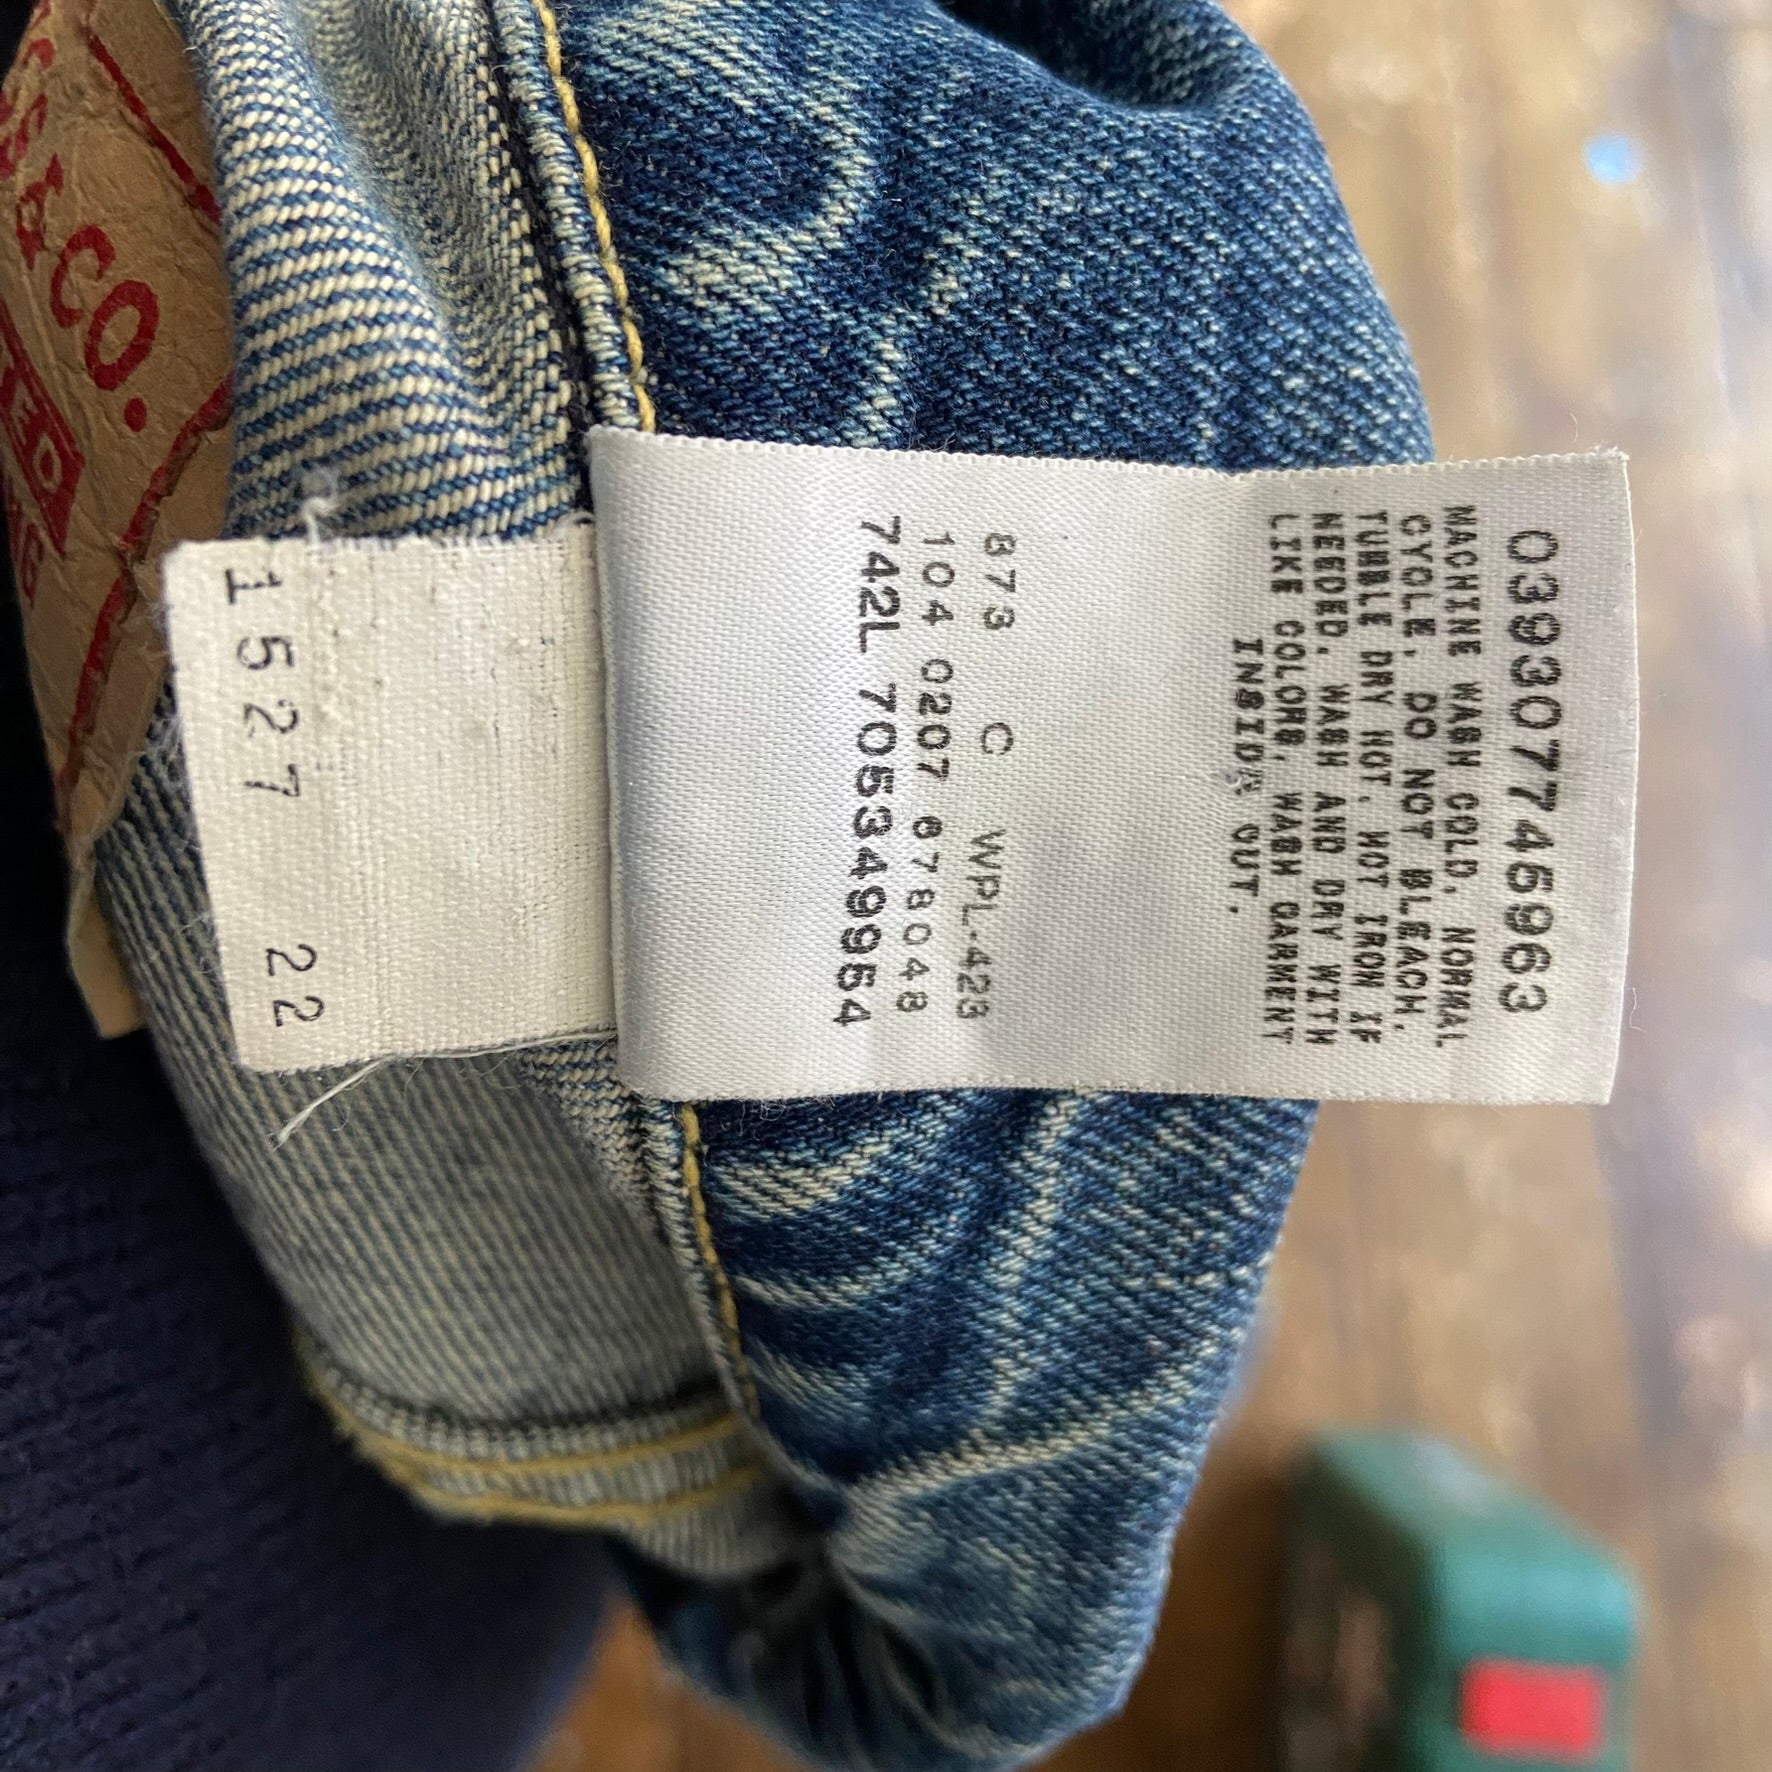 039307745963
MACHINE WASH COLD, NORMAL
CYCLE, DO NOT BLEACH.
TUMBLE DRY HOT, HOT IRON IF
NEEDED. WASH AND DRY WITH
LIKE COLORS, WASH GARMENT
INSIDE OUT.
873 C WPL-423
104 0207 678048
742L 705349954
1527 22
& CO.